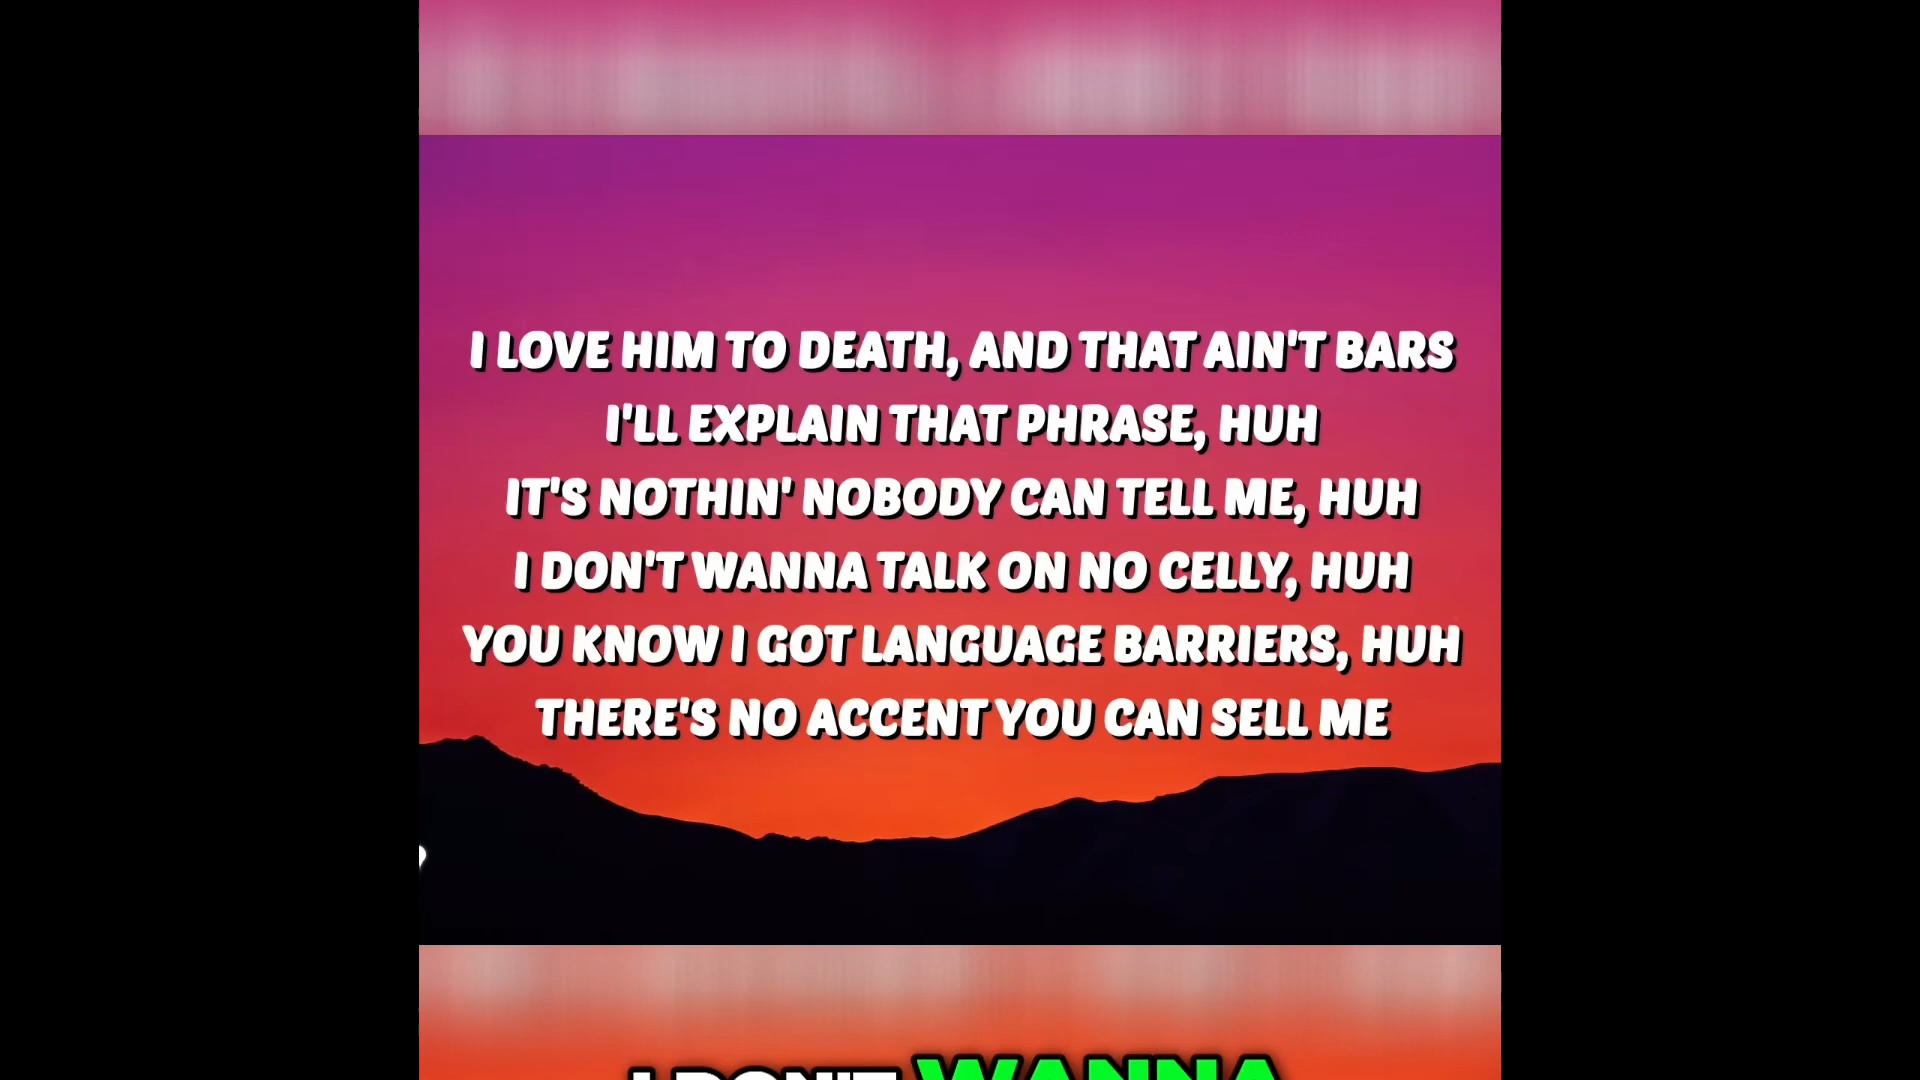 I LOVE HIM TO DEATH, AND THAT AIN'T BARS
I'LL EXPLAIN THAT PHRASE, HUH
IT'S NOTHIN' NOBODY CAN TELL ME, HUH
I DON'T WANNA TALK ON NO CELLY, HUH
YOU KNOW I GOT LANGUAGE BARRIERS, HUH
THERE'S NO ACCENT YOU CAN SELL ME
I DON'T WANNA